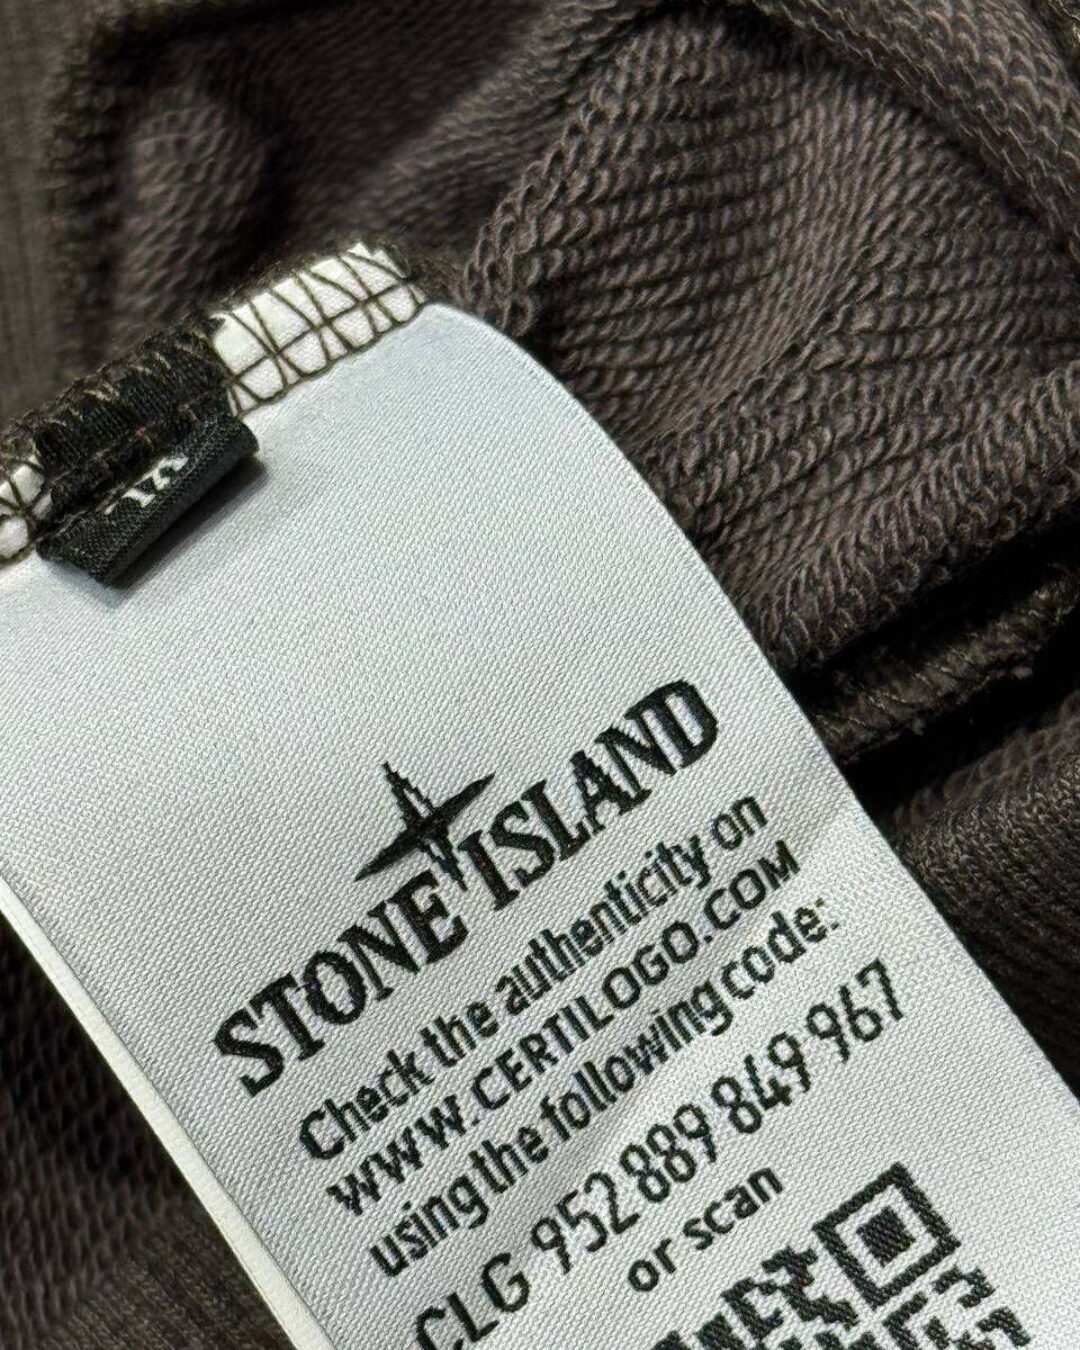 STONE ISLAND
Check the authenticity on
WWW.CERTILOGO.COM
using the following code:
CLG 952 889 849 967
or scan